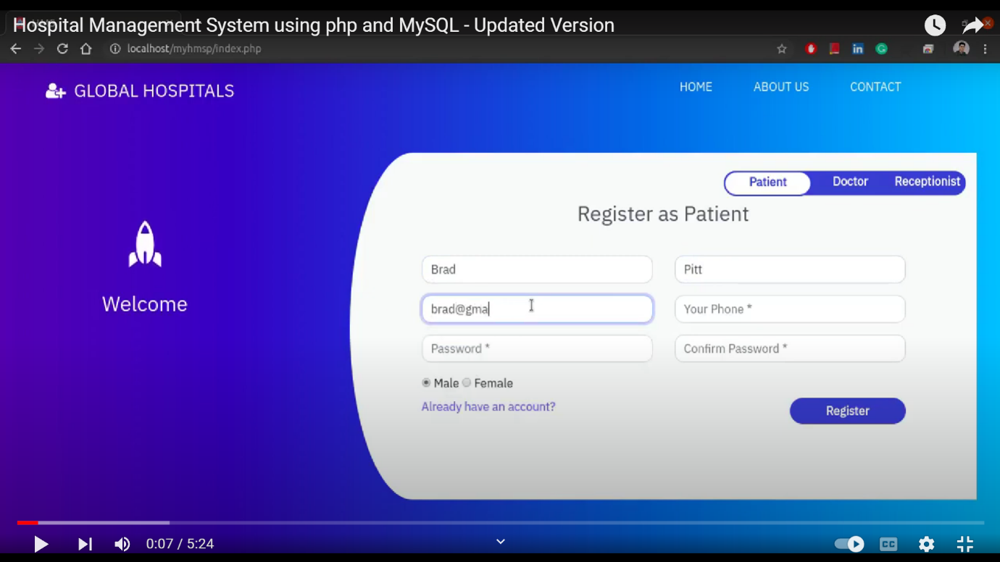 Hospital Management System using php and MySQL - Updated Version
localhost/myhmsp/index.php
GLOBAL HOSPITALS
HOME ABOUT US CONTACT
Patient Doctor Receptionist
Register as Patient
Welcome
Brad Pitt
brad@gma Your Phone *
Password * Confirm Password *
Male Female
Already have an account?
Register
0:07 / 5:24
CC